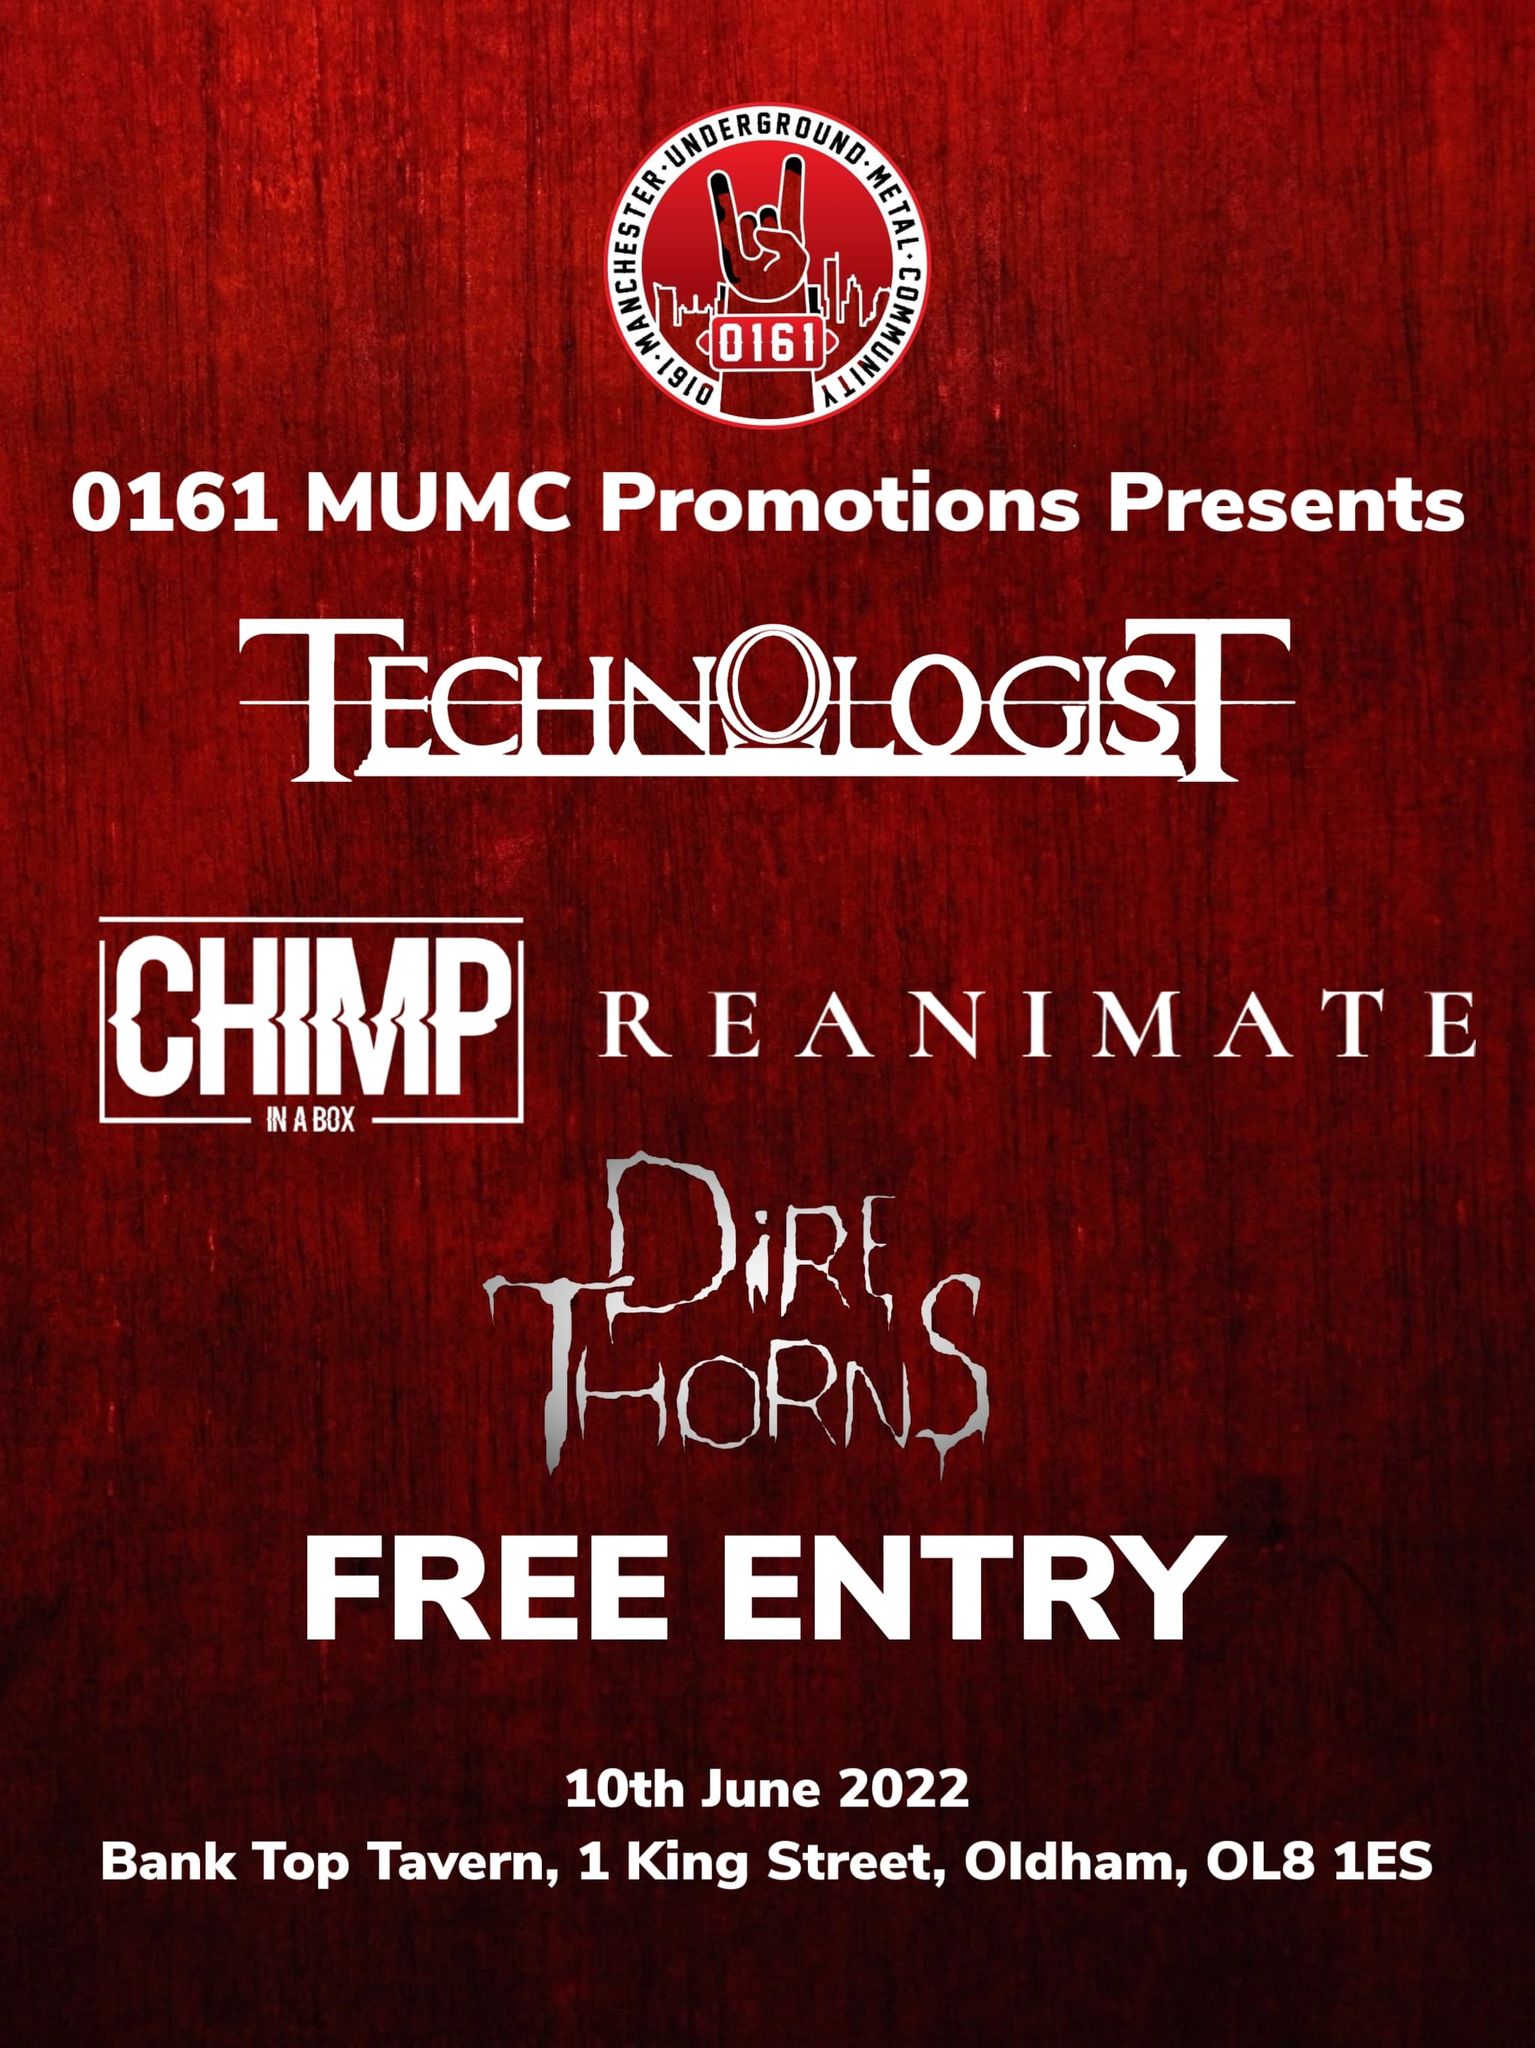 0161 · MANCHESTER · UNDERGROUND · METAL · COMMUNITY
0161
0161 MUMC Promotions Presents
TECHNOLOGIST
CHIMP
IN A BOX
REANIMATE
DIRE
THORNS
FREE ENTRY
10th June 2022
Bank Top Tavern, 1 King Street, Oldham, OL8 1ES